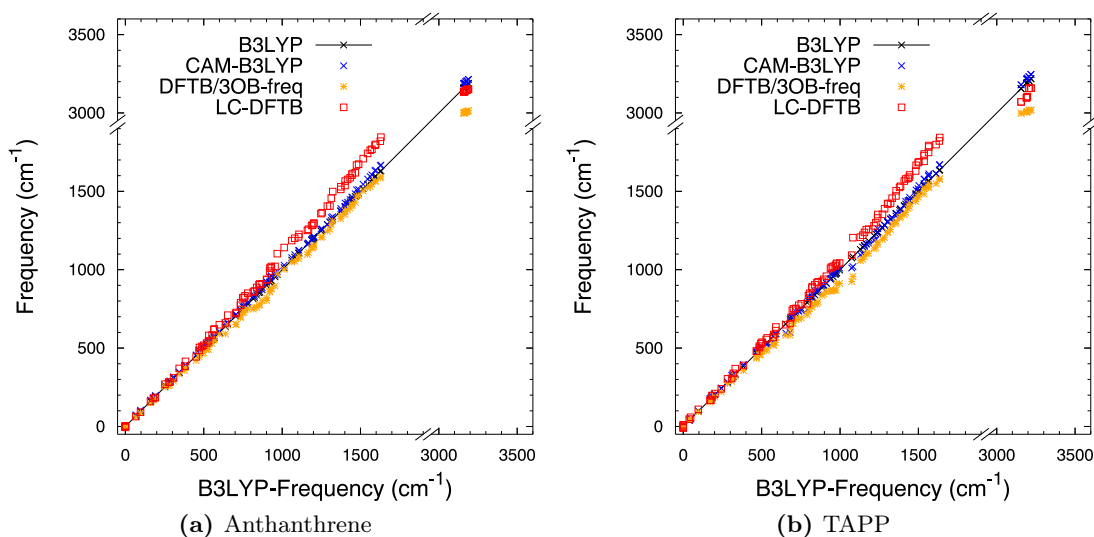 3500
3000
1500
1000
500
0
0
500
1000
1500
3000
3500
Frequency (cm⁻¹)
B3LYP-Frequency (cm⁻¹)
B3LYP
CAM-B3LYP
DFTB/3OB-freq
LC-DFTB
(a) Anthanthrene
3500
3000
1500
1000
500
0
0
500
1000
1500
3000
3500
Frequency (cm⁻¹)
B3LYP-Frequency (cm⁻¹)
B3LYP
CAM-B3LYP
DFTB/3OB-freq
LC-DFTB
(b) TAPP